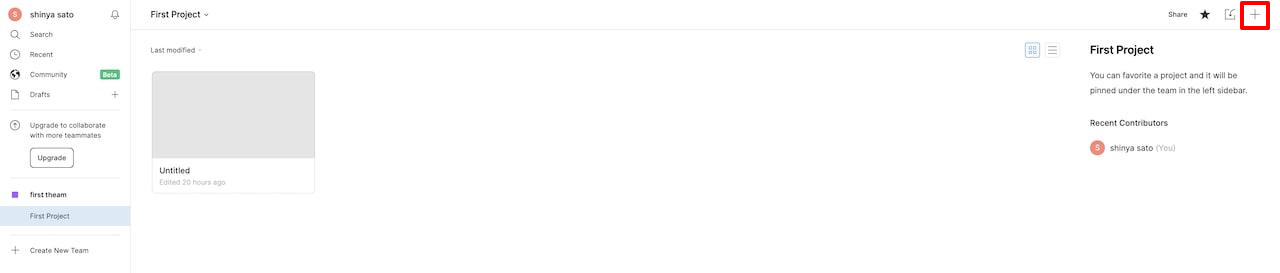 S shinya sato
Search
Recent
Community Beta
Drafts
Upgrade to collaborate
with more teammates
Upgrade
first theam
First Project
Create New Team
First Project
Share
Last modified
Untitled
Edited 20 hours ago
First Project
You can favorite a project and it will be
pinned under the team in the left sidebar.
Recent Contributors
S shinya sato (You)